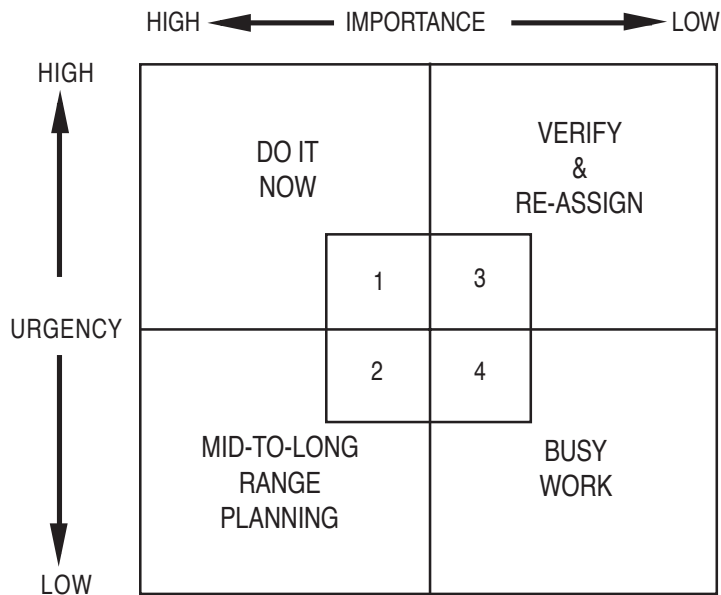 HIGH IMPORTANCE LOW
HIGH
DO IT
NOW
VERIFY
&
RE-ASSIGN
1 3
URGENCY
2 4
MID-TO-LONG
RANGE
PLANNING
BUSY
WORK
LOW